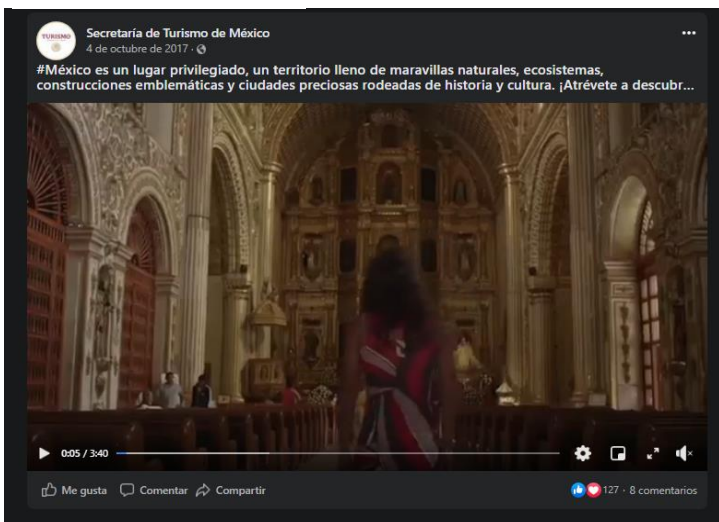 TURISMO
Secretaría de Turismo de México
4 de octubre de 2017 ·
#México es un lugar privilegiado, un territorio lleno de maravillas naturales, ecosistemas,
construcciones emblemáticas y ciudades preciosas rodeadas de historia y cultura. ¡Atrévete a descubr...
0:05 / 3:40
Me gusta Comentar Compartir 127 · 8 comentarios